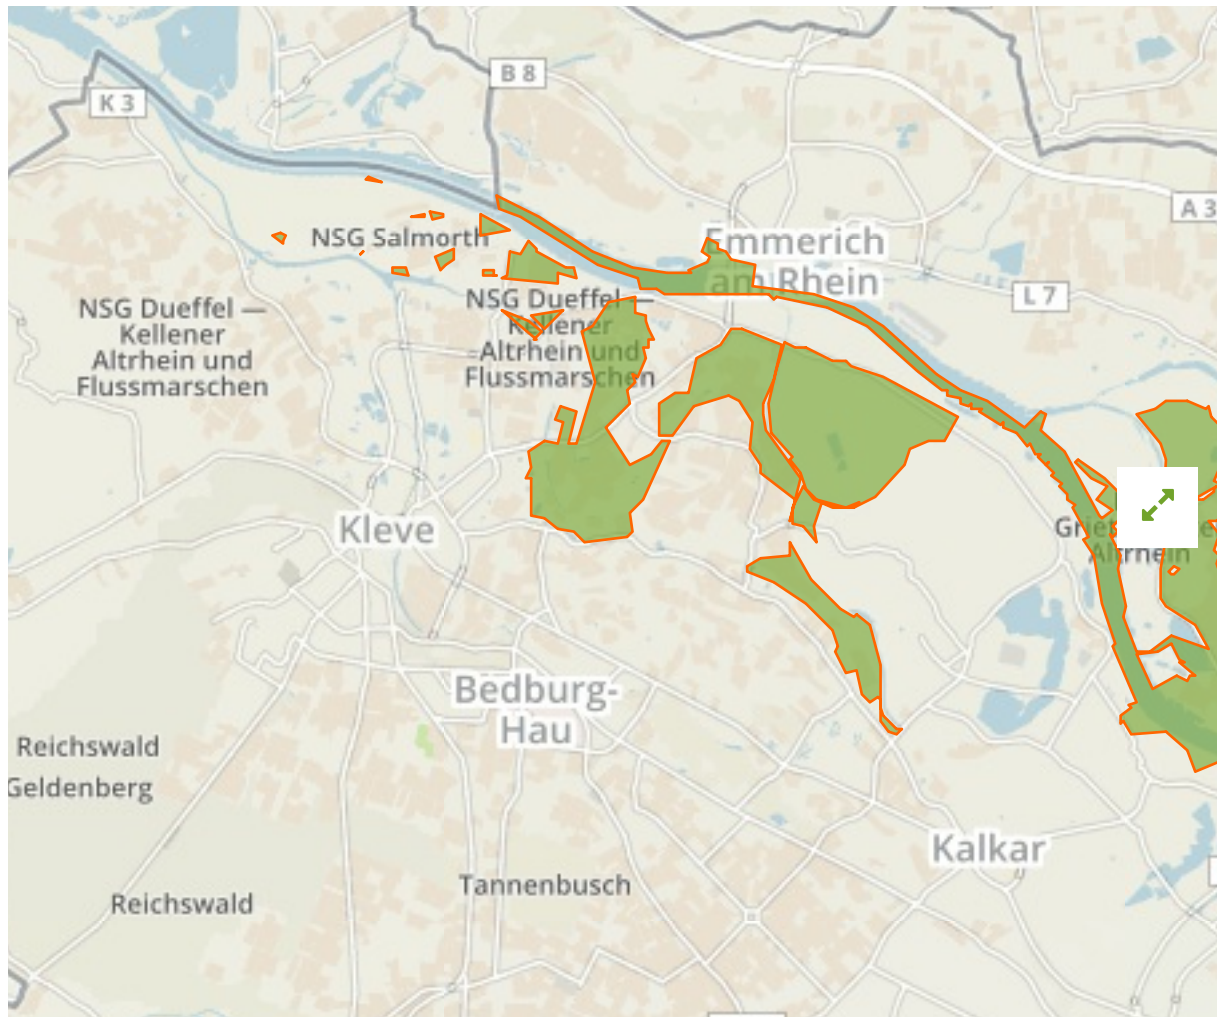 B 8
K 3
A 3
NSG Salmorth
Emmerich
am Rhein
L 7
NSG Dueffel —
Kellener
Altrhein und
Flussmarschen
NSG Dueffel —
Kellener
Altrhein und
Flussmarschen
Kleve
Altrhein
Bedburg-
Hau
Reichswald
Geldenberg
Kalkar
Tannenbusch
Reichswald